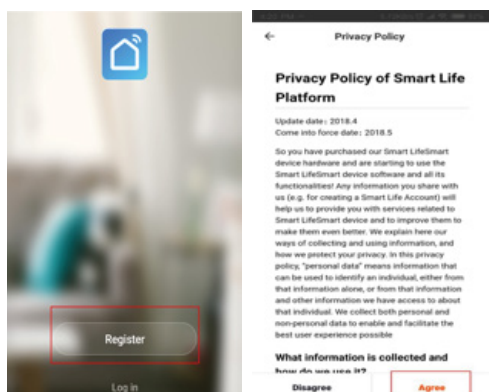 Register
Log in
Privacy Policy
Privacy Policy of Smart Life
Platform
Update date: 2018.4
Come into force date: 2018.5
So you have purchased our Smart LifeSmart
device hardware and are starting to use the
Smart LifeSmart device software and all its
functionalities! Any information you share with
us (e.g. for creating a Smart Life Account) will
help us to provide you with services related to
Smart LifeSmart device and to improve them to
make them even better. We explain here our
ways of collecting and using information, and
how we protect your privacy. In this privacy
policy, "personal data" means information that
can be used to identify an individual, either from
that information alone, or from that information
and other information we have access to about
that individual. We collect both personal and
non-personal data to enable and facilitate the
best user experience possible
What information is collected and
how do we use it?
Disagree
Agree